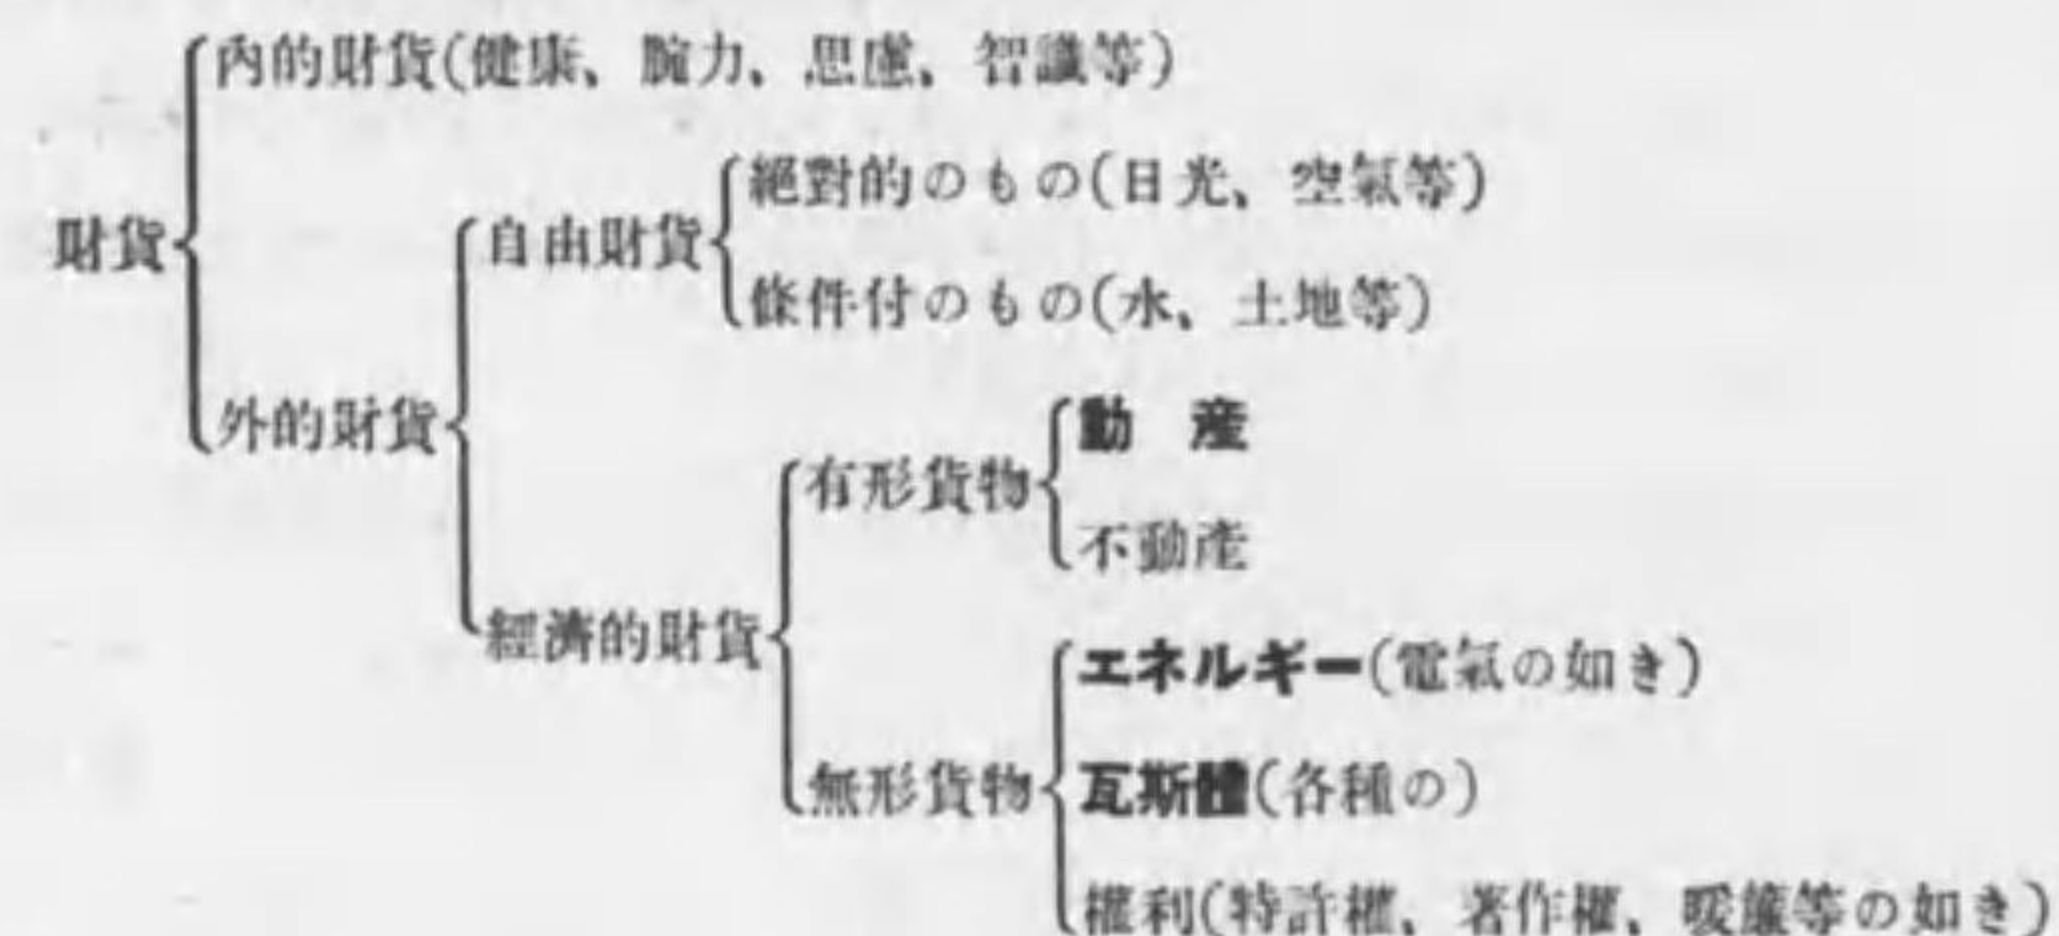 內的財貨(健康、腕力、思慮、智識等)
絕對的のもの(日光、空氣等)
財貨
自由財貨
條件付のもの(水、土地等)
外的財貨
動產
有形貨物
不動產
經濟的財貨
エネルギー(電氣の如き)
無形貨物
瓦斯體(各種の)
權利(特許權、著作權、暖簾等の如き)